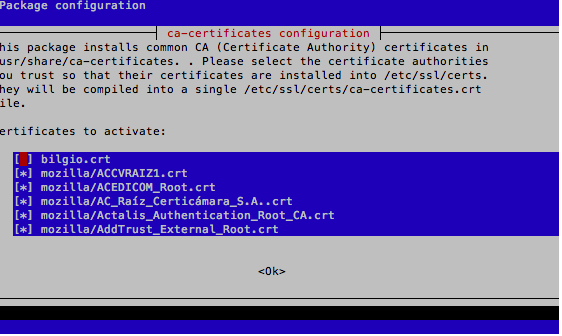 Package configuration
ca-certificates configuration
his package installs common CA (Certificate Authority) certificates in
usr/share/ca-certificates. . Please select the certificate authorities
ou trust so that their certificates are installed into /etc/ssl/certs.
hey will be compiled into a single /etc/ssl/certs/ca-certificates.crt
ile.
ertificates to activate:
[ ] bilgio.crt
[*] mozilla/ACCVRAIZ1.crt
[*] mozilla/ACEDICOM_Root.crt
[*] mozilla/AC_Raíz_Certicámara_S.A..crt
[*] mozilla/Actalis_Authentication_Root_CA.crt
[*] mozilla/AddTrust_External_Root.crt
<Ok>